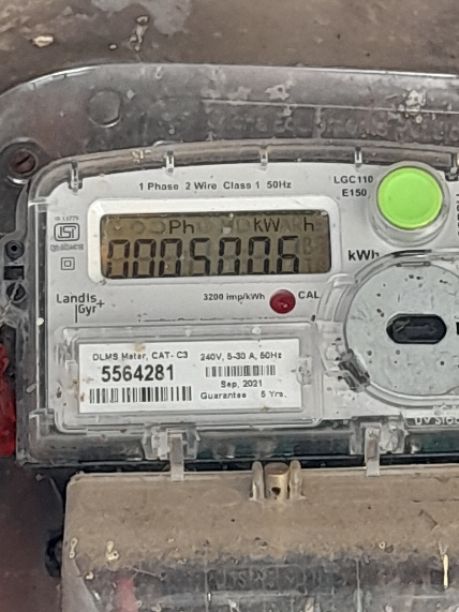 1 Phase 2 Wire Class 1 50Hz
LGC110
E150
Ph kW h
0005006
kWh
Landis
Gyr+
3200 imp/kWh
CAL
DLMS Meter, CAT- C3
5564281
240V, 5-30 A, 50Hz
Sep, 2021
Guarantee 5 Yrs.